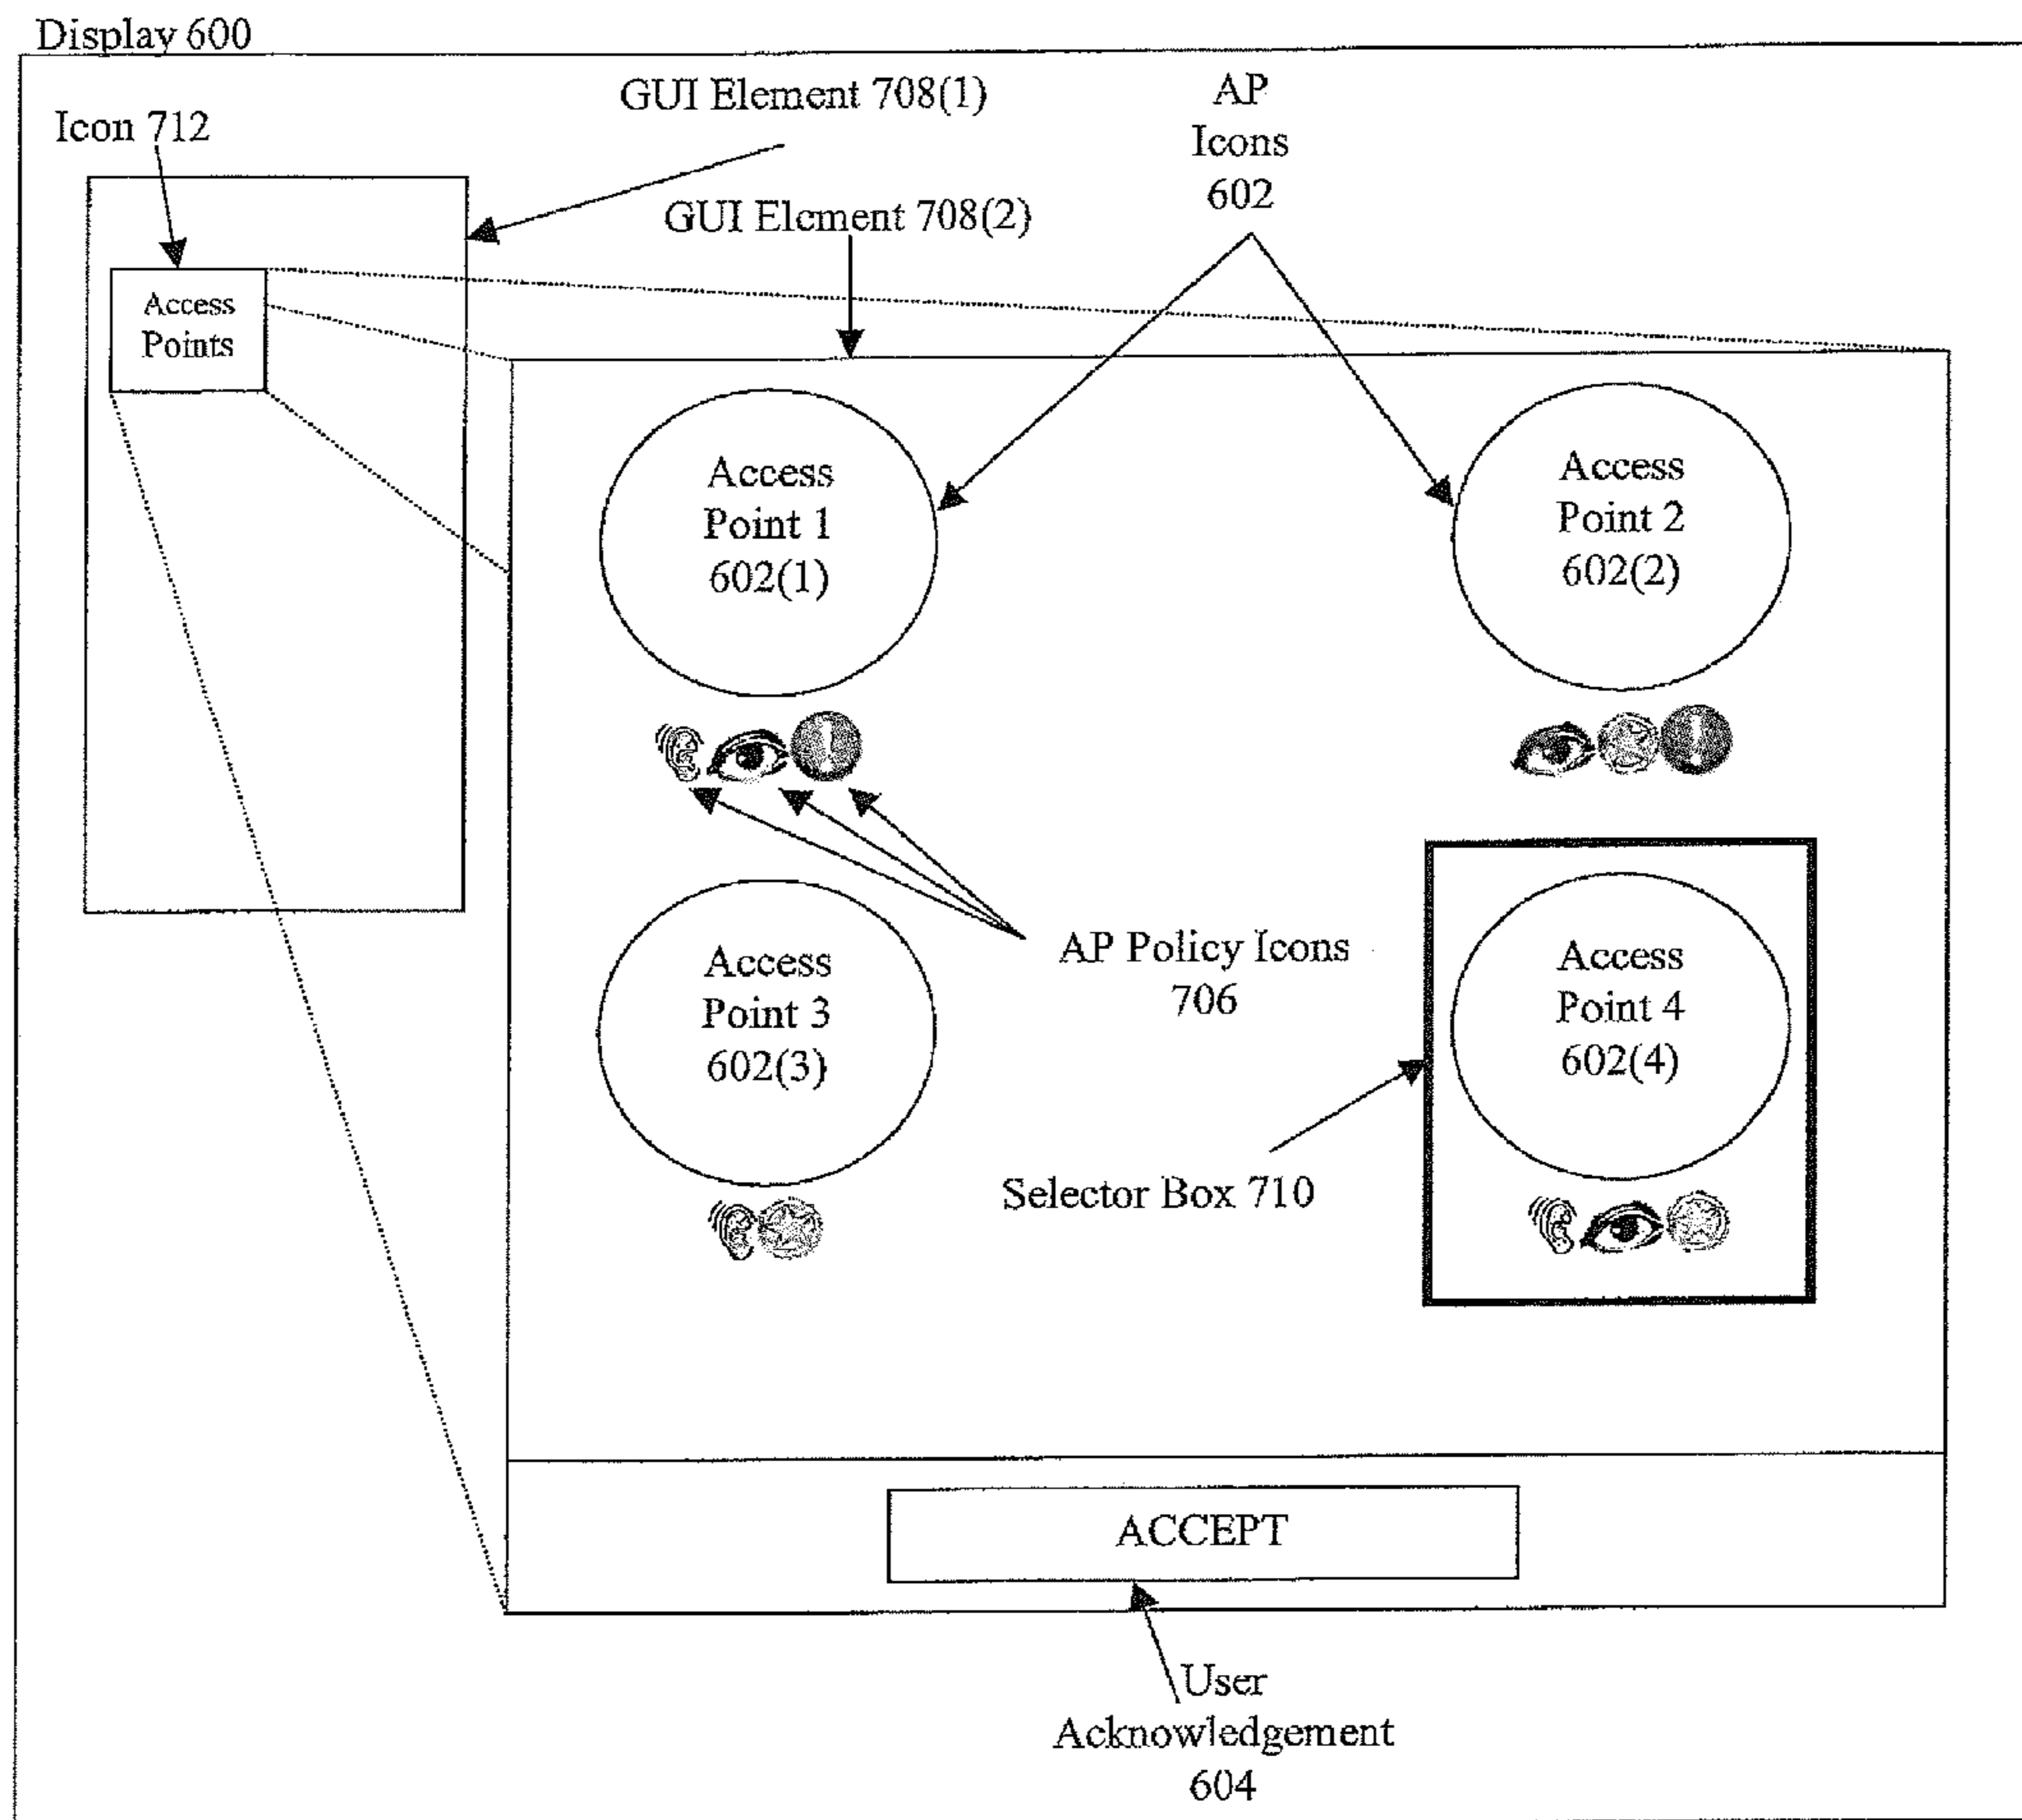 Display 600
GUI Element 708(1)
AP
Icons
602
Icon 712
GUI Element 708(2)
Access
Points
Access
Point 1
602(1)
Access
Point 2
602(2)
AP Policy Icons
706
Access
Point 3
602(3)
Access
Point 4
602(4)
Selector Box 710
ACCEPT
User
Acknowledgement
604